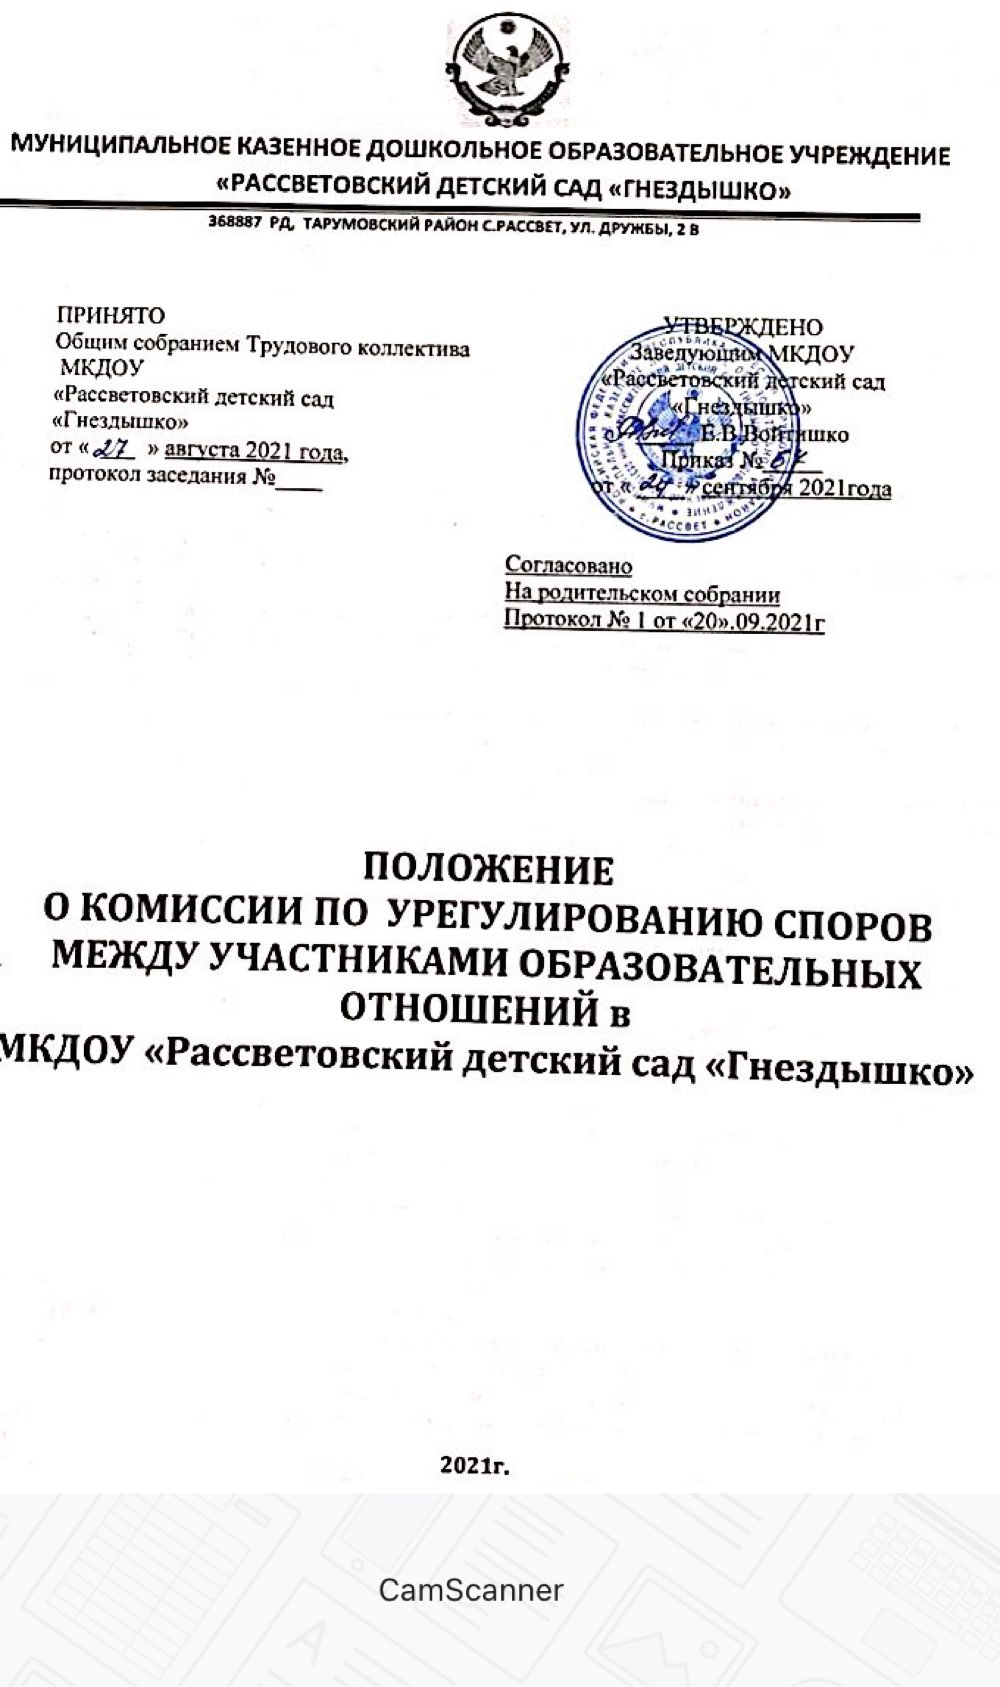 МУНИЦИПАЛЬНОЕ КАЗЕННОЕ ДОШКОЛЬНОЕ ОБРАЗОВАТЕЛЬНОЕ УЧРЕЖДЕНИЕ
«РАССВЕТОВСКИЙ ДЕТСКИЙ САД «ГНЕЗДЫШКО»
368887 РД, ТАРУМОВСКИЙ РАЙОН С.РАССВЕТ, УЛ. ДРУЖБЫ, 2 В
ПРИНЯТО
Общим собранием Трудового коллектива
МКДОУ
«Рассветовский детский сад
«Гнездышко»
от « 27 » августа 2021 года,
протокол заседания №____
УТВЕРЖДЕНО
Заведующим МКДОУ
«Рассветовский детский сад
«Гнездышко»
Е.В.Войтишко
Приказ №
от « 24 » сентября 2021года
Согласовано
На родительском собрании
Протокол № 1 от «20».09.2021г
ПОЛОЖЕНИЕ
О КОМИССИИ ПО УРЕГУЛИРОВАНИЮ СПОРОВ
МЕЖДУ УЧАСТНИКАМИ ОБРАЗОВАТЕЛЬНЫХ
ОТНОШЕНИЙ в
МКДОУ «Рассветовский детский сад «Гнездышко»
2021г.
CamScanner